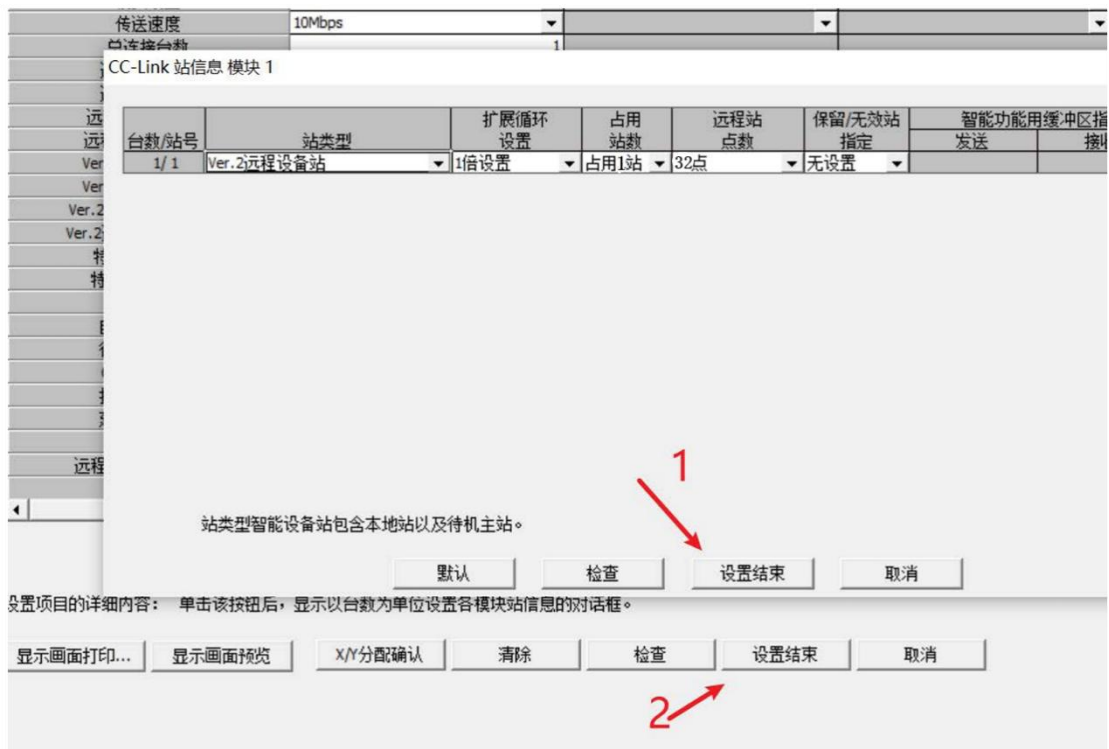 传送速度 10Mbps
总连接台数 1
CC-Link 站信息 模块 1
台数/站号 站类型 扩展循环设置 占用站数 远程站点数 保留/无效站指定 智能功能用缓冲区指
发送 接收
1/ 1 Ver.2远程设备站 1倍设置 占用1站 32点 无设置
远
远程
Ver
Ver
Ver.2
Ver.2
特
特
远程
1
站类型智能设备站包含本地站以及待机主站。
默认 检查 设置结束 取消
设置项目的详细内容: 单击该按钮后,显示以台数为单位设置各模块站信息的对话框。
显示画面打印... 显示画面预览 X/Y分配确认 清除 检查 设置结束 取消
2